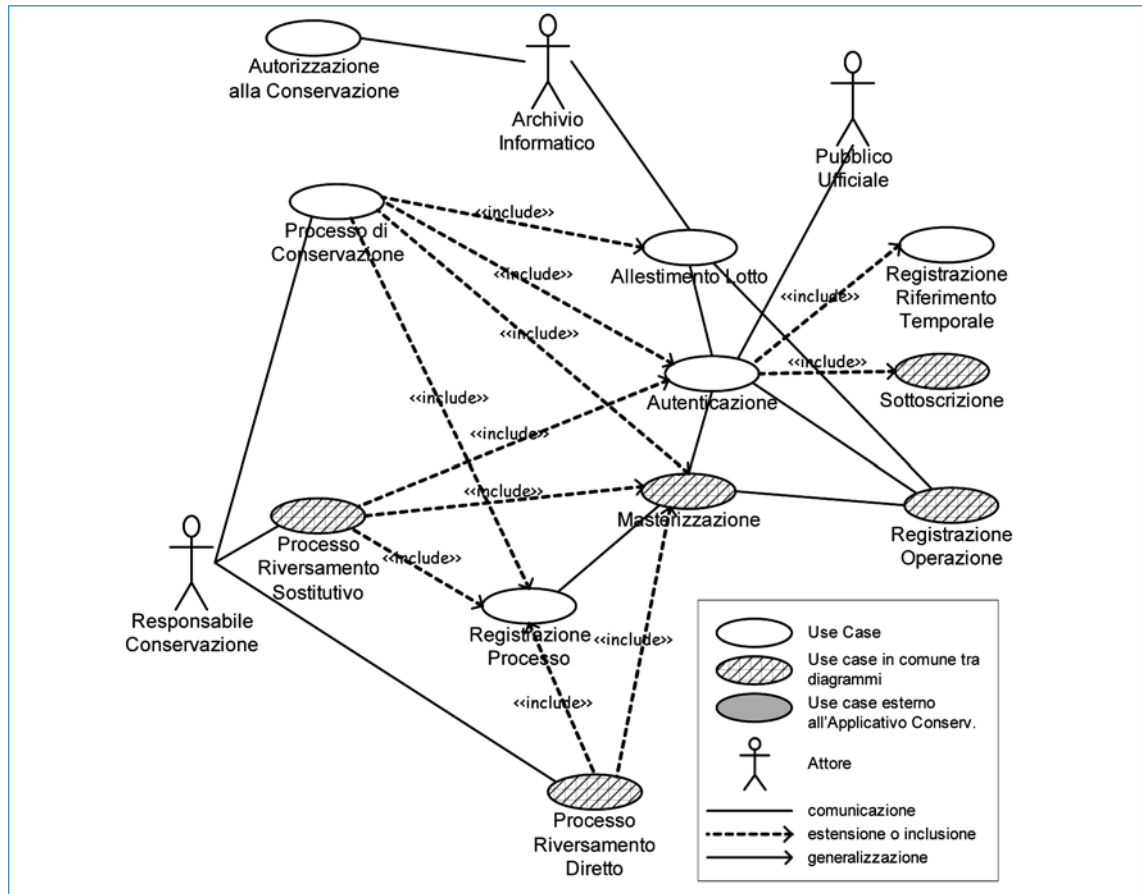 Autorizzazione
alla Conservazione
Archivio
Informatico
Pubblico
Ufficiale
Processo di
Conservazione
<<include>>
Allestimento Lotto
<<include>>
<<include>>
Registrazione
Riferimento
Temporale
<<include>>
<<include>>
Autenticazione
Sottoscrizione
<<include>>
<<include>>
<<include>>
Masterizzazione
Registrazione
Operazione
Processo
Riversamento
Sostitutivo
<<include>>
Responsabile
Conservazione
Registrazione
Processo
<<include>>
<<include>>
Processo
Riversamento
Diretto
Use Case
Use case in comune tra
diagrammi
Use case esterno
all'Applicativo Conserv.
Attore
comunicazione
estensione o inclusione
generalizzazione